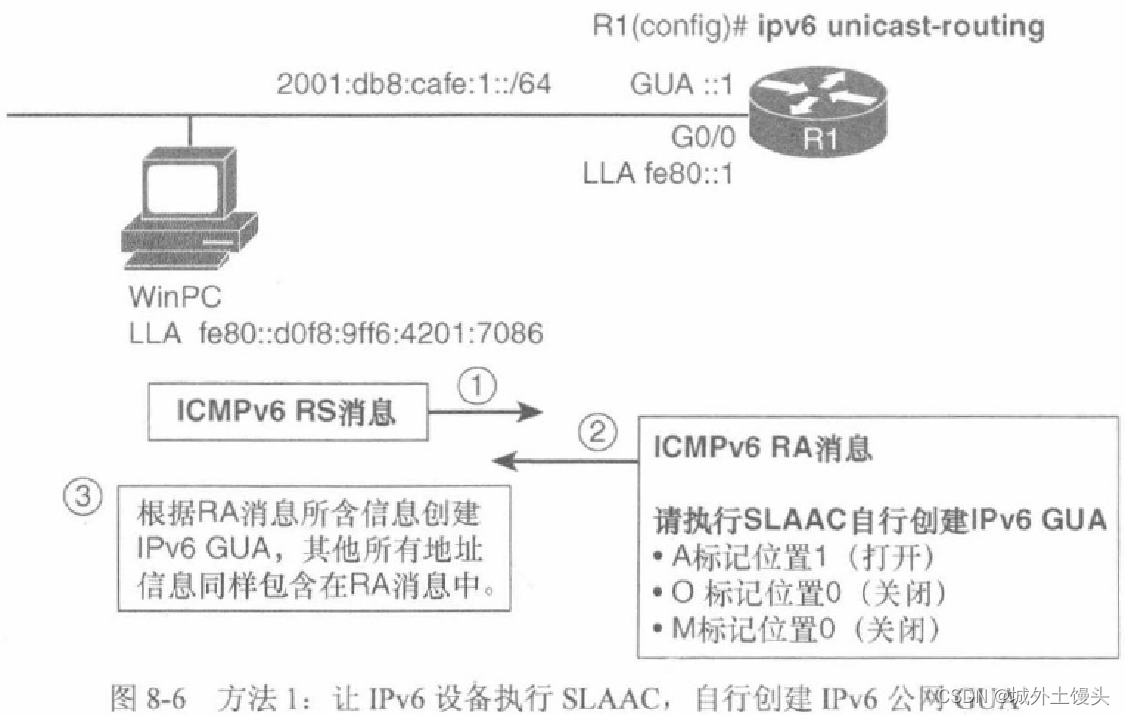 R1(config)# ipv6 unicast-routing
2001:db8:cafe:1::/64
GUA ::1
G0/0
R1
LLA fe80::1
WinPC
LLA fe80::d0f8:9ff6:4201:7086
ICMPv6 RS消息
①
②
ICMPv6 RA消息
请执行SLAAC自行创建IPv6 GUA
• A标记位置1（打开）
• O 标记位置0（关闭）
• M标记位置0（关闭）
③
根据RA消息所含信息创建
IPv6 GUA，其他所有地址
信息同样包含在RA消息中。
图 8-6 方法 1：让 IPv6 设备执行 SLAAC，自行创建 IPv6 公网 GUA
CSDN @城外土馒头